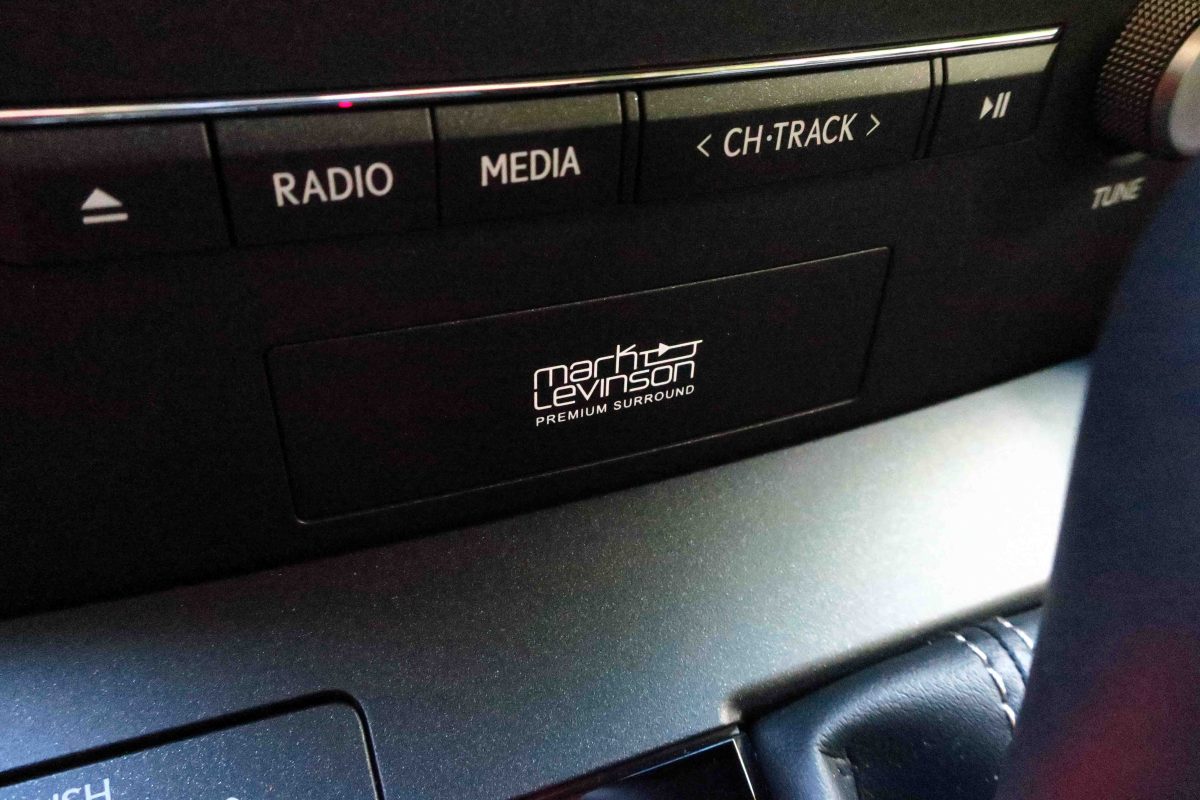 RADIO
MEDIA
< CH·TRACK >
TUNE
mark
Levinson
PREMIUM SURROUND